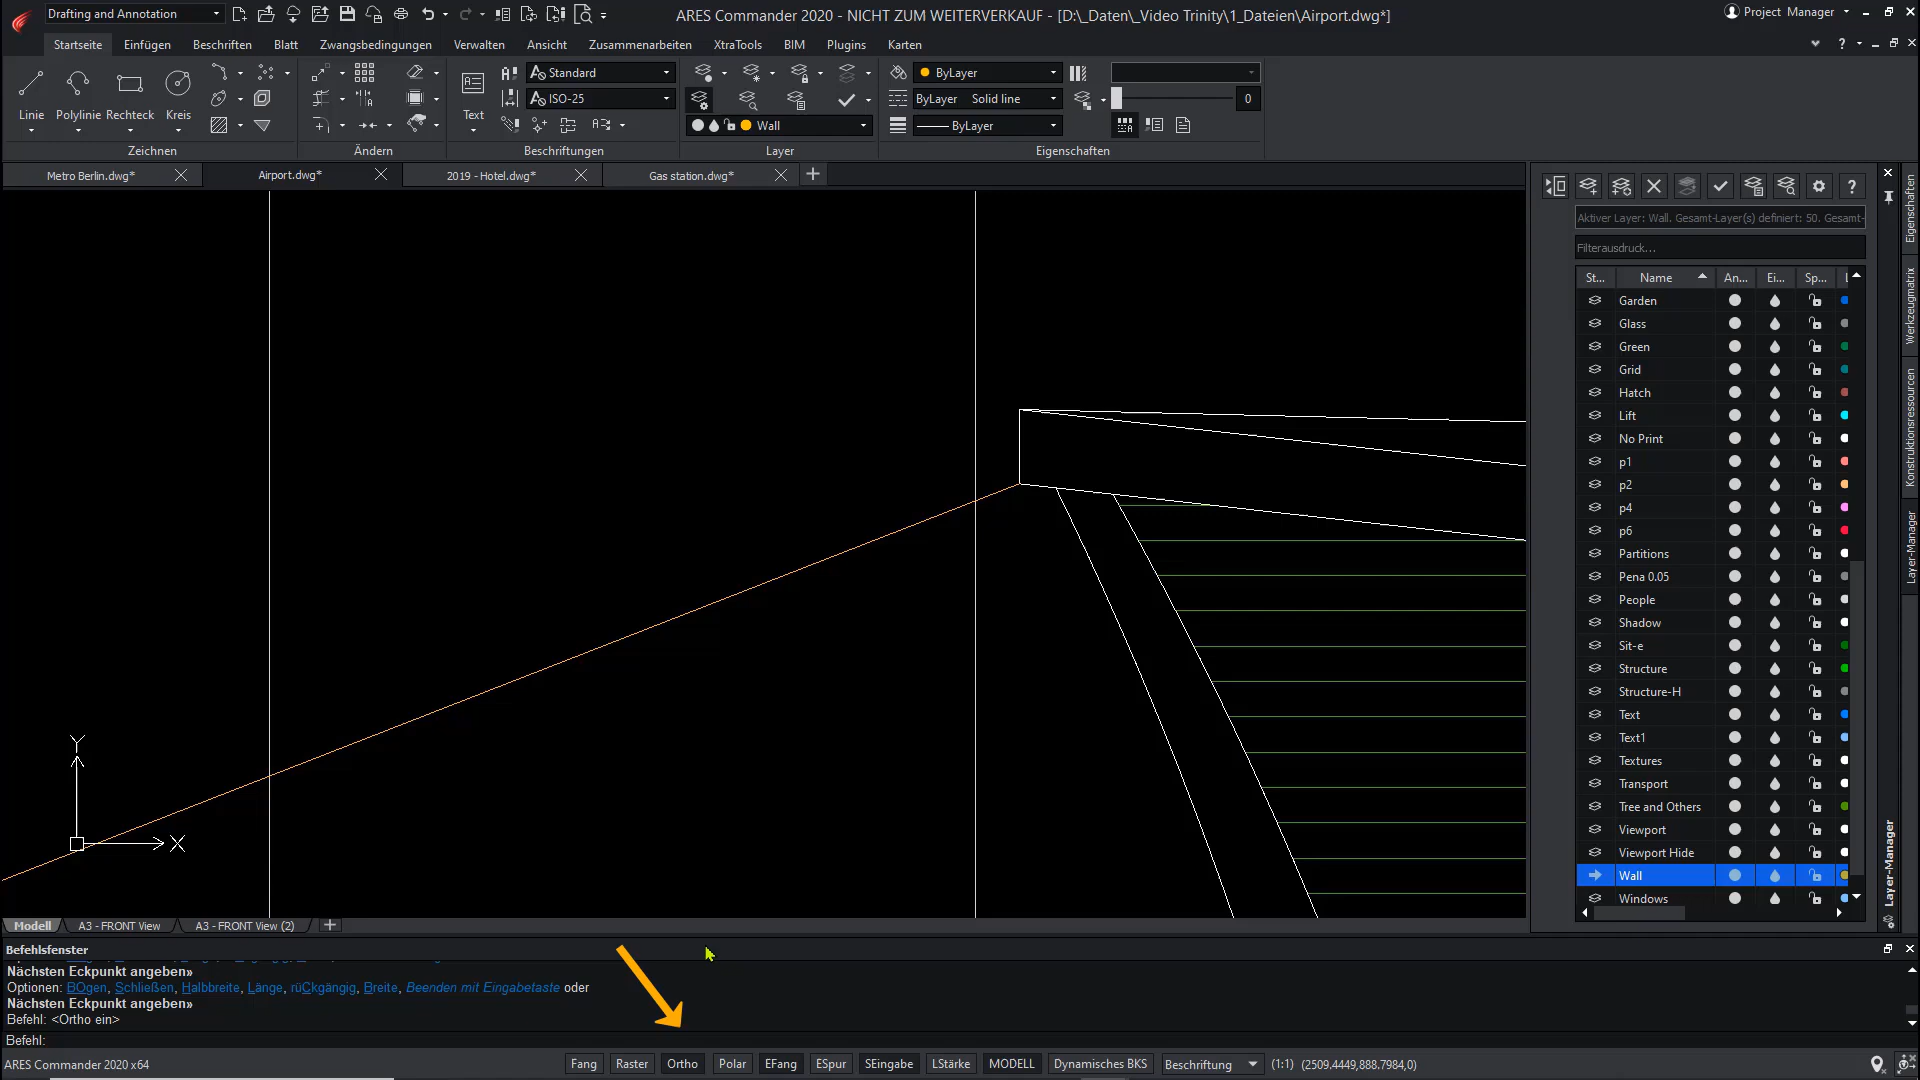 Drafting and Annotation
ARES Commander 2020 - NICHT ZUM WEITERVERKAUF - [D:\_Daten\_Video Trinity\1_Dateien\Airport.dwg*]
Project Manager
Startseite Einfügen Beschriften Blatt Zwangsbedingungen Verwalten Ansicht Zusammenarbeiten XtraTools BIM Plugins Karten
?
Standard
ByLayer
ISO-25
ByLayer Solid line
0
Linie Polylinie Rechteck Kreis
Text
Wall
ByLayer
Zeichnen Ändern Beschriftungen Layer Eigenschaften
Metro Berlin.dwg* Airport.dwg* 2019 - Hotel.dwg* Gas station.dwg*
Aktiver Layer: Wall. Gesamt-Layer(s) definiert: 50. Gesamt-
Filterausdruck...
St... Name An... Ei... Sp...
Garden
Glass
Green
Grid
Hatch
Lift
No Print
p1
p2
p4
p6
Partitions
Pena 0.05
People
Shadow
Sit-e
Structure
Structure-H
Text
Text1
Textures
Transport
Tree and Others
Viewport
Viewport Hide
Wall
Windows
Eigenschaften
Werkzeugmatrix
Konstruktionsressourcen
Layer-Manager
Layer-Manager
Y
X
Modell A3 - FRONT View A3 - FRONT View (2)
Befehlsfenster
Nächsten Eckpunkt angeben»
Optionen: BOgen, Schließen, Halbbreite, Länge, rüCkgängig, Breite, Beenden mit Eingabetaste oder
Nächsten Eckpunkt angeben»
Befehl: <Ortho ein>
Befehl:
ARES Commander 2020 x64
Fang Raster Ortho Polar EFang ESpur SEingabe LStärke MODELL Dynamisches BKS Beschriftung (1:1) (2509.4449,888.7984,0)